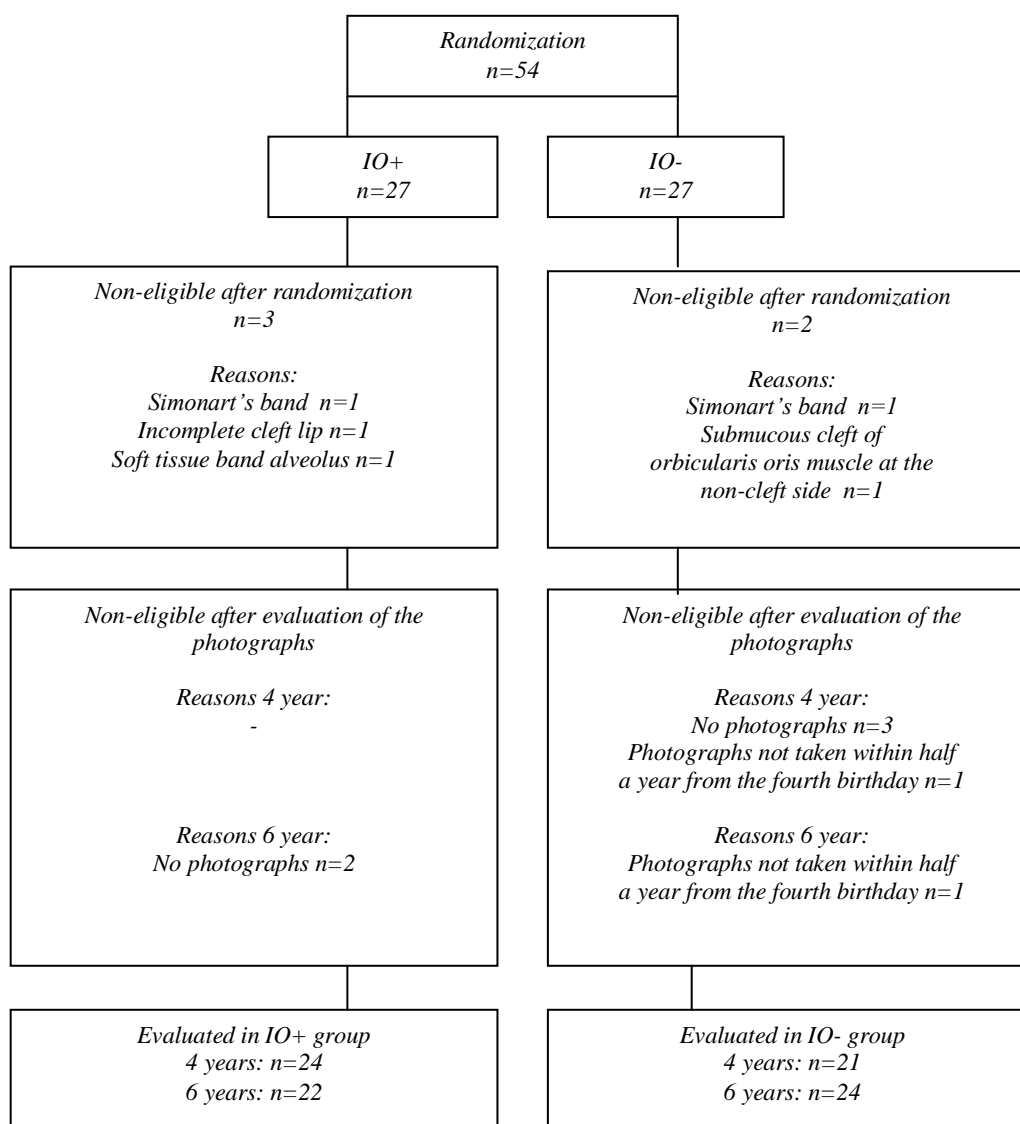 Randomization
n=54
IO+
n=27
IO-
n=27
Non-eligible after randomization
n=3
Reasons:
Simonart’s band n=1
Incomplete cleft lip n=1
Soft tissue band alveolus n=1
Non-eligible after randomization
n=2
Reasons:
Simonart’s band n=1
Submucous cleft of
orbicularis oris muscle at the
non-cleft side n=1
Non-eligible after evaluation of the
photographs
Reasons 4 year:
-
Reasons 6 year:
No photographs n=2
Non-eligible after evaluation of the
photographs
Reasons 4 year:
No photographs n=3
Photographs not taken within half
a year from the fourth birthday n=1
Reasons 6 year:
Photographs not taken within half
a year from the fourth birthday n=1
Evaluated in IO+ group
4 years: n=24
6 years: n=22
Evaluated in IO- group
4 years: n=21
6 years: n=24